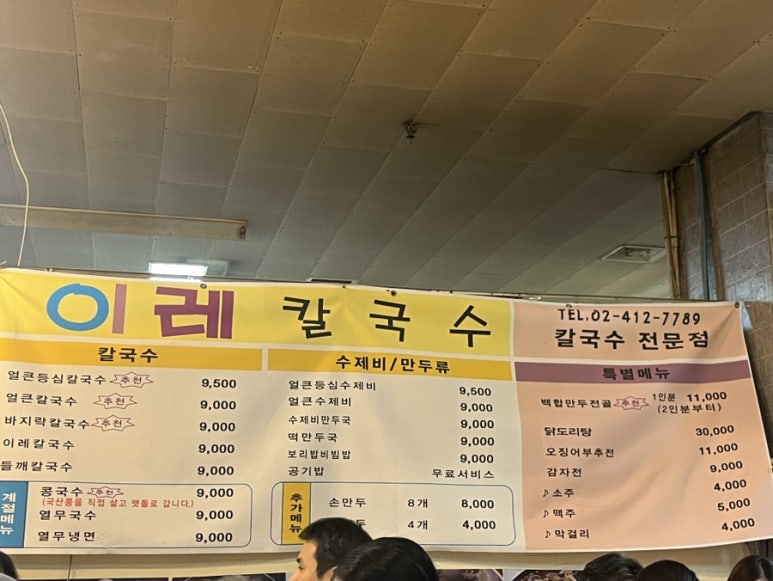 이레 칼국수
TEL.02-412-7789
칼국수 전문점
칼국수
얼큰등심칼국수 추천 9,500
얼큰칼국수 추천 9,000
바지락칼국수 추천 9,000
이레칼국수 9,000
들깨칼국수 9,000
계절메뉴
콩국수 추천 9,000
(국산콩을 직접 삶고 맷돌로 갑니다.)
열무국수 9,000
열무냉면 9,000
수제비/만두류
얼큰등심수제비 9,500
얼큰수제비 9,000
수제비만두국 9,000
떡만두국 9,000
보리밥비빔밥 9,000
공기밥 무료서비스
추가메뉴
손만두 8개 8,000
4개 4,000
특별메뉴
백합만두전골 추천 1인분 11,000
(2인분부터)
닭도리탕 30,000
오징어부추전 11,000
감자전 9,000
♪소주 4,000
♪맥주 5,000
♪막걸리 4,000